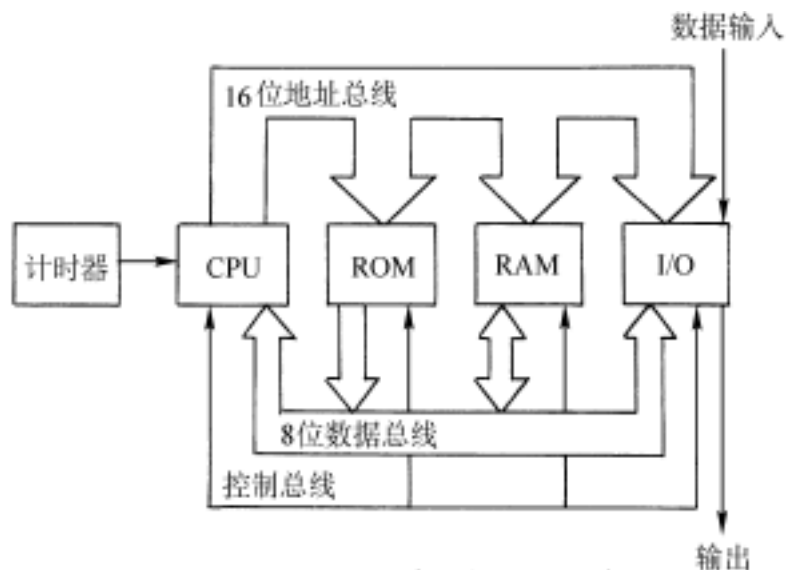 数据输入
16位地址总线
计时器
CPU
ROM
RAM
I/O
8位数据总线
控制总线
输出